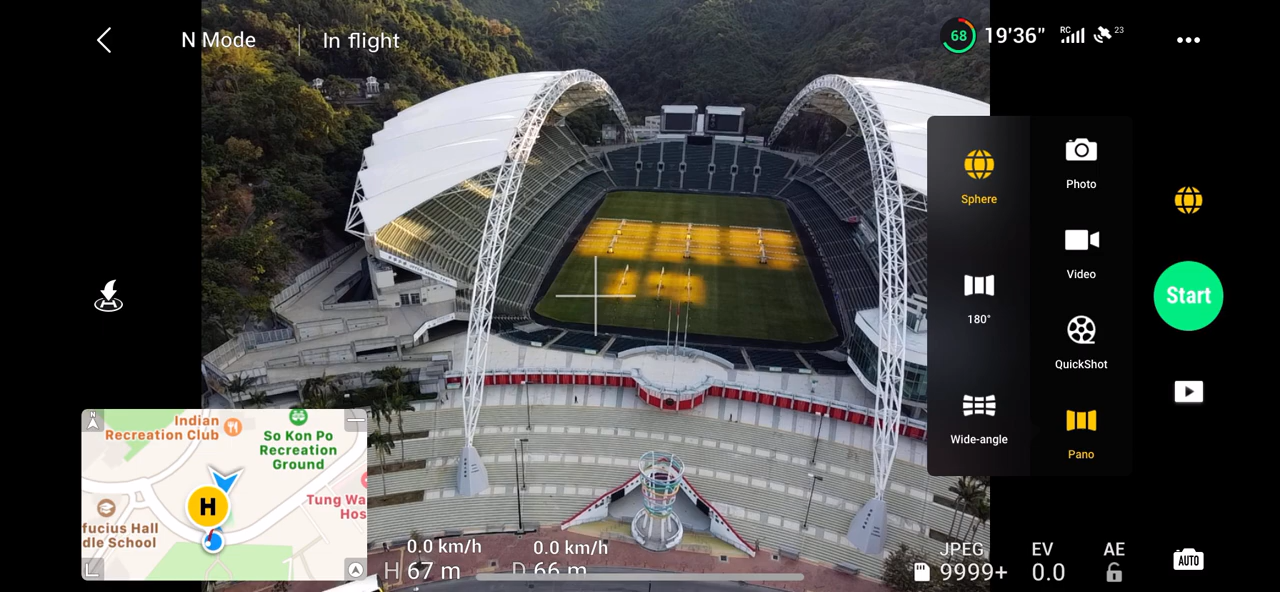 N Mode
In flight
68
19'36"
RC
23
Sphere
Photo
Video
180°
QuickShot
Wide-angle
Pano
Start
N
Indian
Recreation Club
So Kon Po
Recreation
Ground
H
Tung Wa
Hos
fucius Hall
dle School
0.0 km/h
0.0 km/h
H 67 m
D 66 m
JPEG
9999+
EV
0.0
AE
AUTO